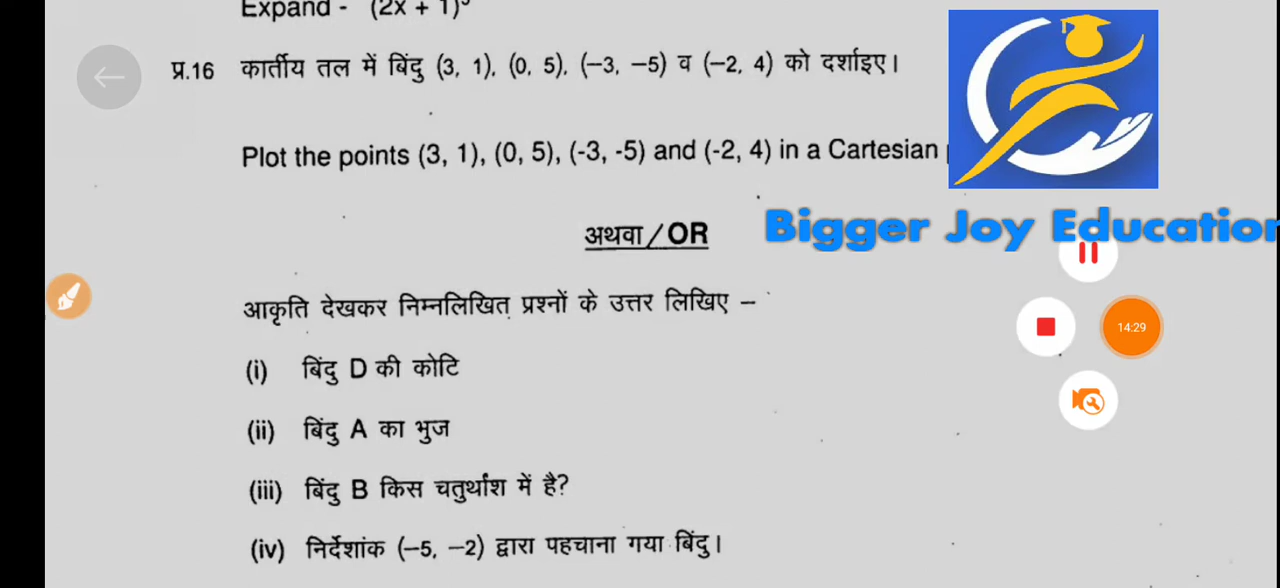 Expand - (2x + 1)³
प्र.16 कार्तीय तल में बिंदु (3, 1), (0, 5), (−3, −5) व (−2, 4) को दर्शाइए।
Plot the points (3, 1), (0, 5), (-3, -5) and (-2, 4) in a Cartesian
अथवा/OR
Bigger Joy Education
आकृति देखकर निम्नलिखित प्रश्नों के उत्तर लिखिए –
14:29
(i) बिंदु D की कोटि
(ii) बिंदु A का भुज
(iii) बिंदु B किस चतुर्थांश में है?
(iv) निर्देशांक (−5, −2) द्वारा पहचाना गया बिंदु।